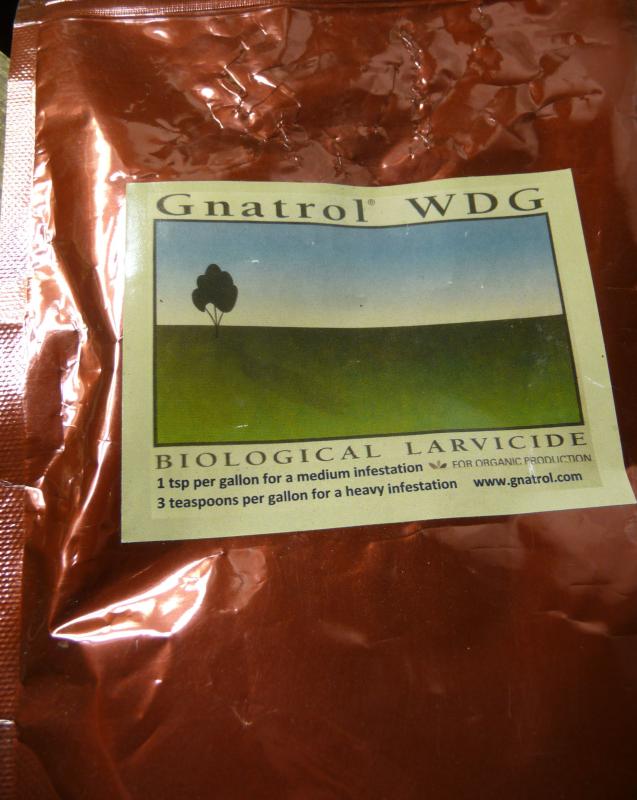 Gnatrol® WDG
BIOLOGICAL LARVICIDE
1 tsp per gallon for a medium infestation FOR ORGANIC PRODUCTION
3 teaspoons per gallon for a heavy infestation www.gnatrol.com